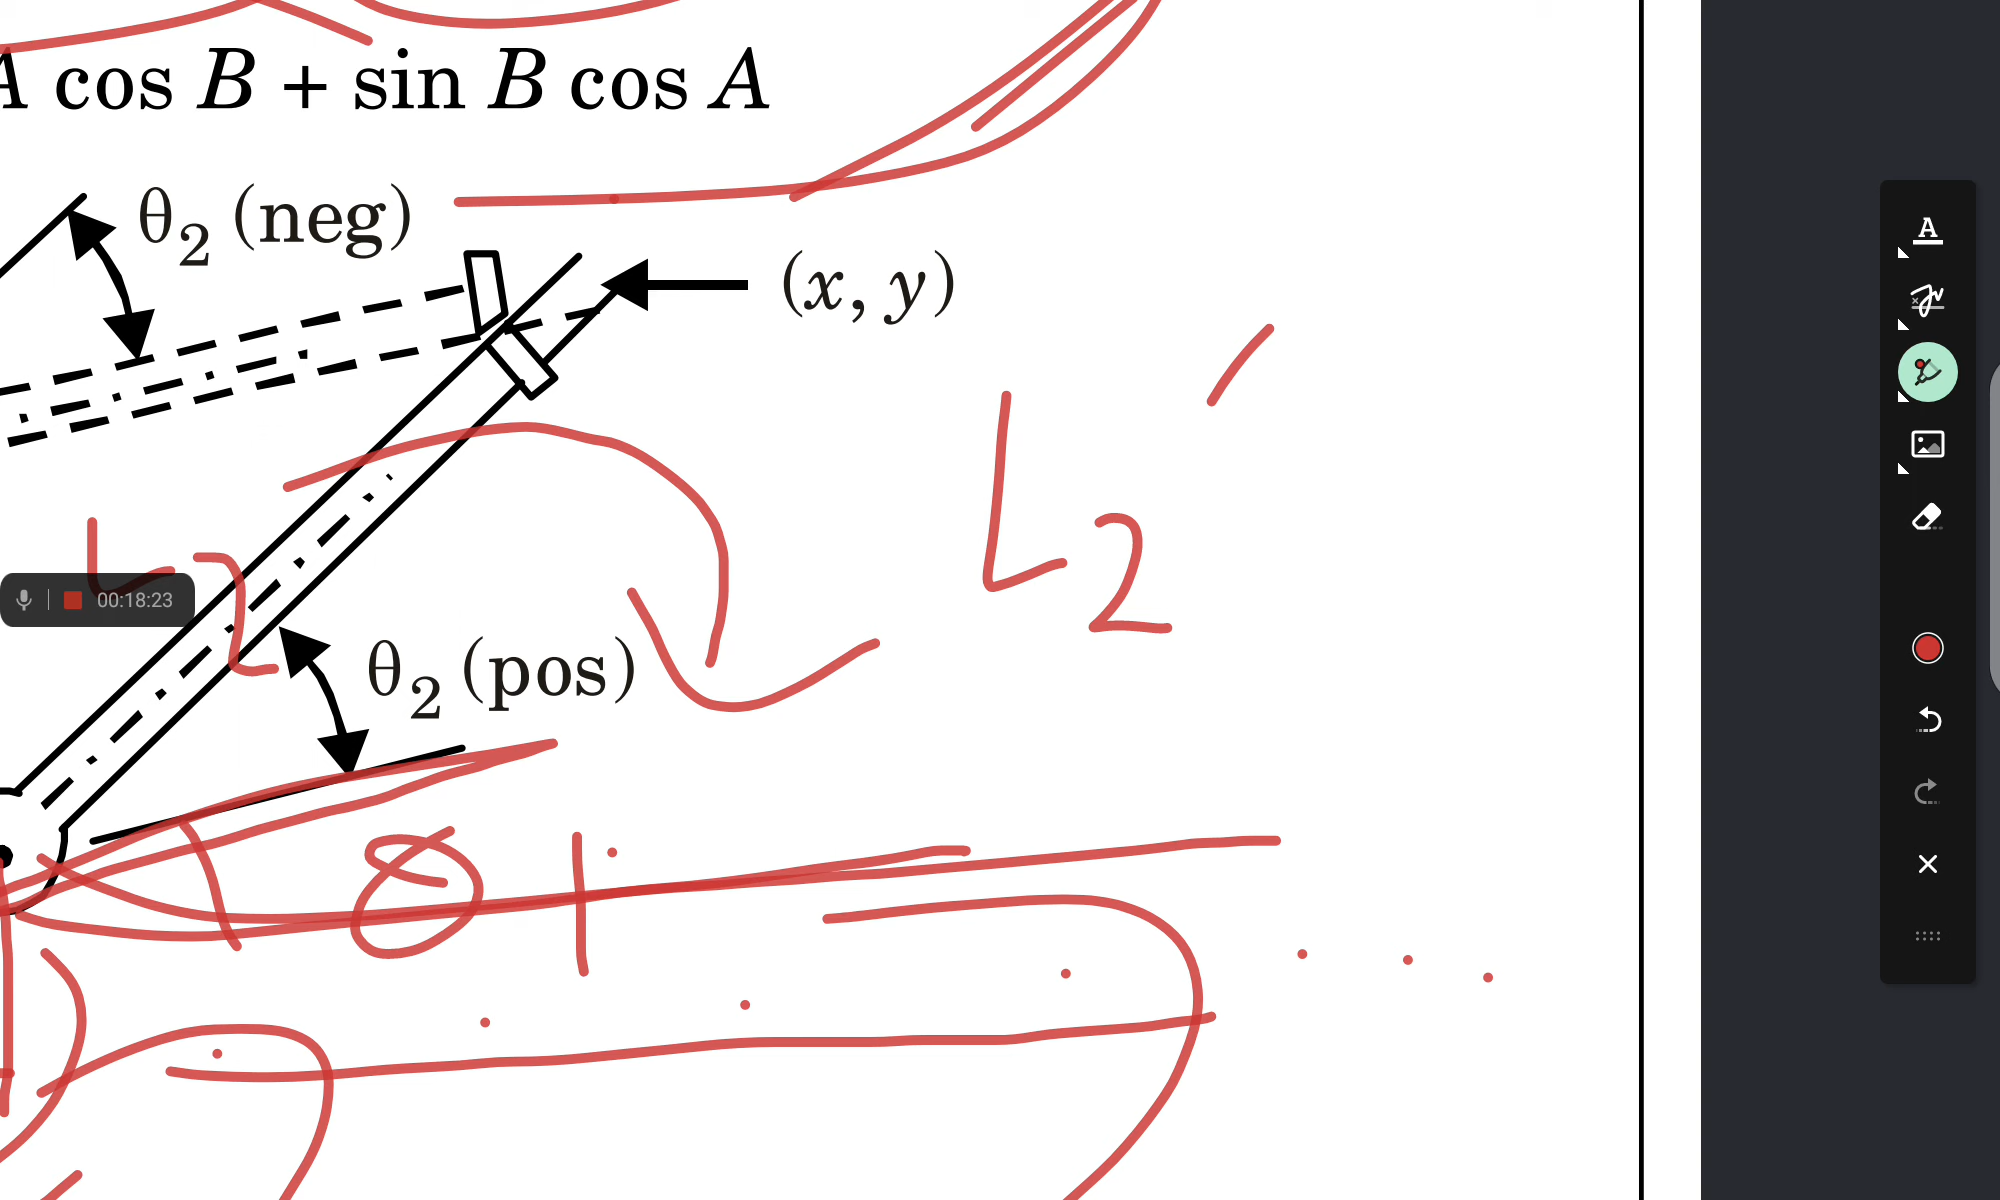 A cos B + sin B cos A
θ2 (neg)
(x, y)
L2
L2
00:18:23
θ2 (pos)
θ1
A